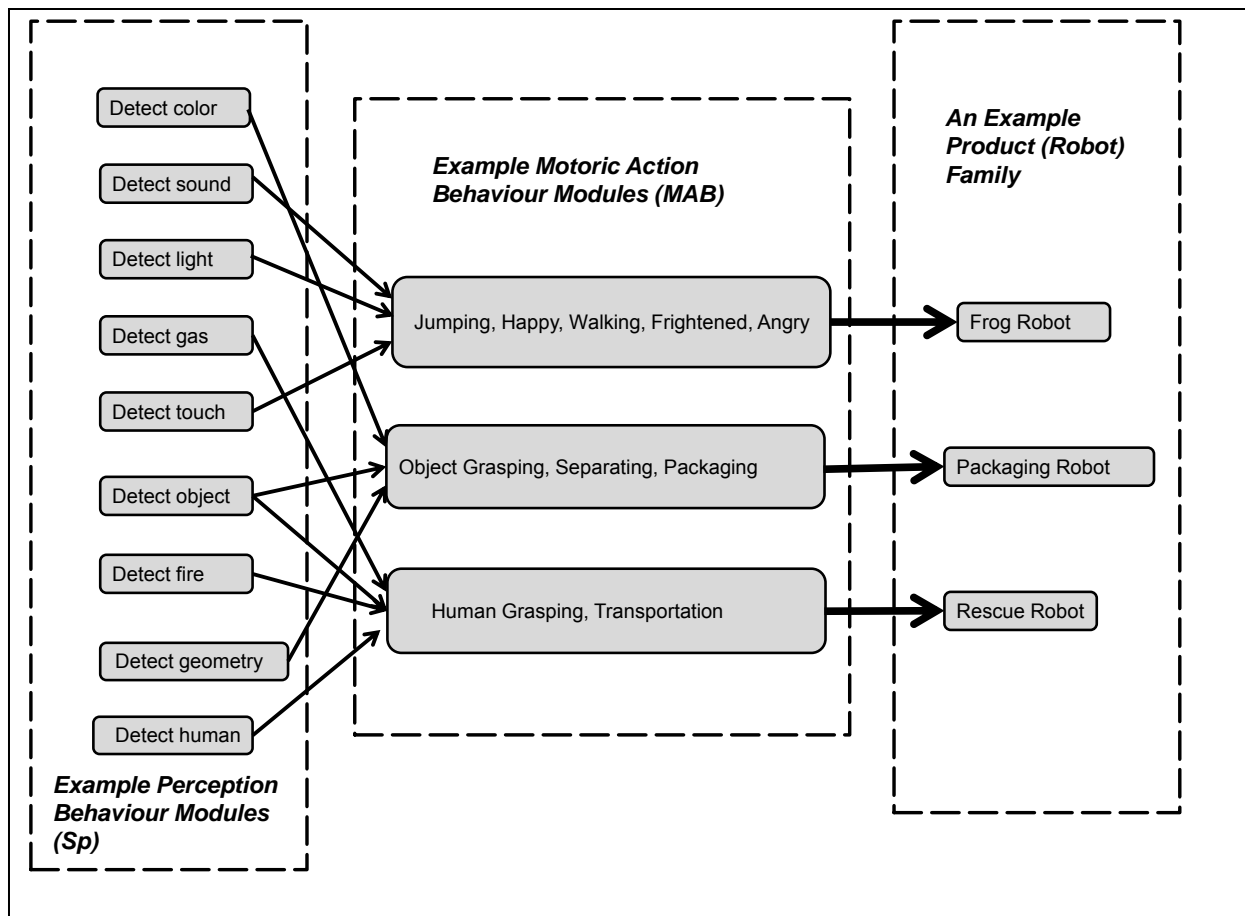 Detect color
Detect sound
Detect light
Detect gas
Detect touch
Detect object
Detect fire
Detect geometry
Detect human
Example Perception
Behaviour Modules
(Sp)
Example Motoric Action
Behaviour Modules (MAB)
Jumping, Happy, Walking, Frightened, Angry
Object Grasping, Separating, Packaging
Human Grasping, Transportation
An Example
Product (Robot)
Family
Frog Robot
Packaging Robot
Rescue Robot